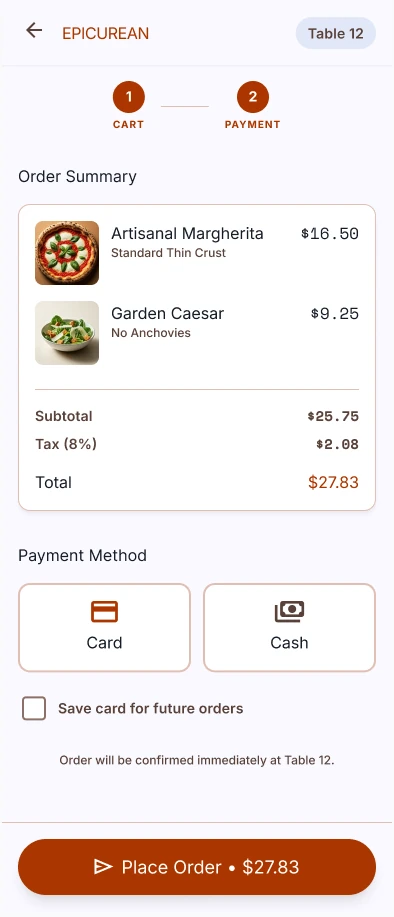 EPICUREAN
Table 12
1
2
CART
PAYMENT
Order Summary
Artisanal Margherita $16.50
Standard Thin Crust
Garden Caesar $9.25
No Anchovies
Subtotal $25.75
Tax (8%) $2.08
Total $27.83
Payment Method
Card
Cash
Save card for future orders
Order will be confirmed immediately at Table 12.
Place Order • $27.83